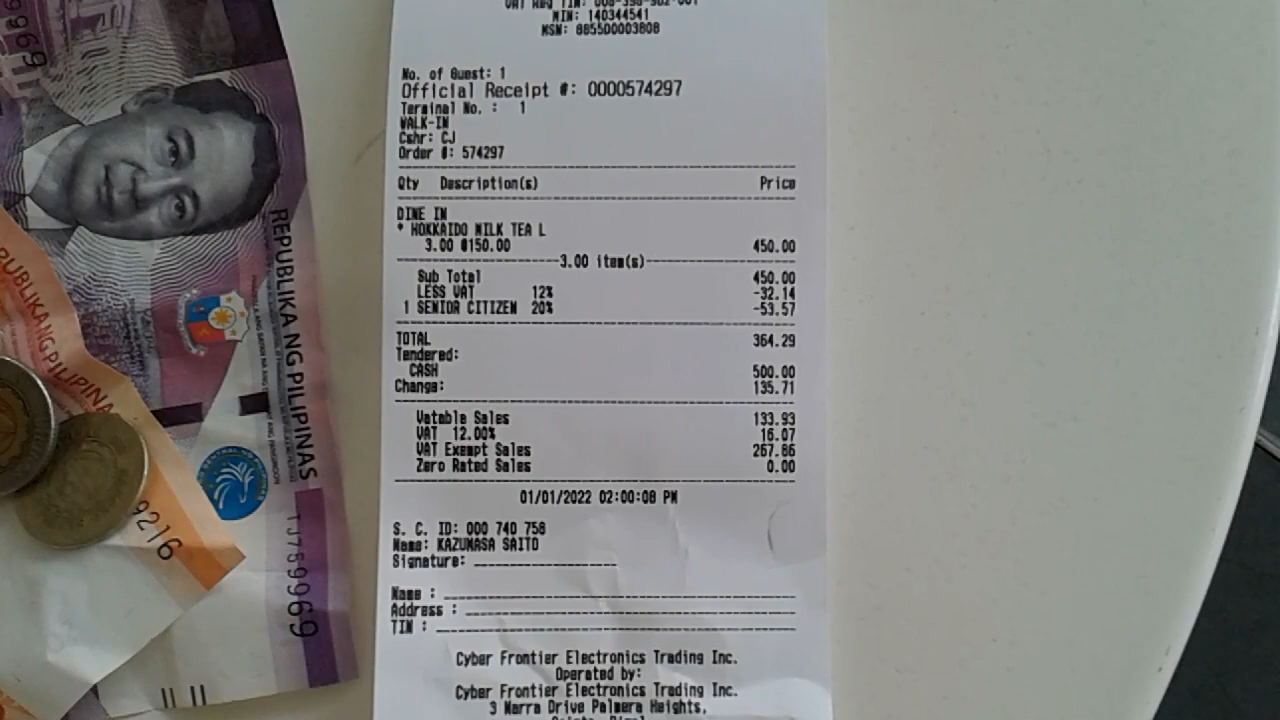 MIN: 140344541
MSN: 885500003808
No. of Guest: 1
Official Receipt #: 0000574297
Terminal No. : 1
WALK-IN
Cshr: CJ
Order #: 574297
Qty Description(s) Price
DINE IN
* HOKKAIDO MILK TEA L
3.00 @150.00 450.00
3.00 item(s)
Sub Total 450.00
LESS VAT 12% -32.14
1 SENIOR CITIZEN 20% -53.57
TOTAL 364.29
Tendered:
CASH 500.00
Change: 135.71
Vatable Sales 133.93
VAT 12.00% 16.07
VAT Exempt Sales 267.86
Zero Rated Sales 0.00
01/01/2022 02:00:08 PM
S. C. ID: 000 740 758
Name: KAZUMASA SAITO
Signature:
Name :
Address :
TIN :
Cyber Frontier Electronics Trading Inc.
Operated by:
Cyber Frontier Electronics Trading Inc.
3 Narra Drive Palmera Heights,
REPUBLIKA NG PILIPINAS
TJ759969
9216